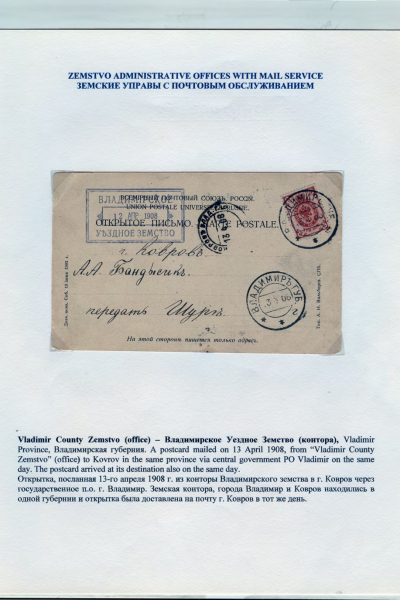 ZEMSTVO ADMINISTRATIVE OFFICES WITH MAIL SERVICE
ЗЕМСКИЕ УПРАВЫ С ПОЧТОВЫМ ОБСЛУЖИВАНИЕМ
ВЛАДИМИРСКОЕ
12 АПР 1908
УѢЗДНОЕ ЗЕМСТВО
ВСЕМІРНЫЙ ПОЧТОВЫЙ СОЮЗЪ. РОССІЯ.
UNION POSTALE UNIVERSELLE. RUSSIE.
ОТКРЫТОЕ ПИСЬМО. POSTALE.
г. Ковровъ
А.А.
передать
ВЛАДИМИРЪ ГУБ.
На этой сторонѣ пишется только адресъ.
Vladimir County Zemstvo (office) – Владимирское Уездное Земство (контора), Vladimir
Province, Владимирская губерния. A postcard mailed on 13 April 1908, from "Vladimir County
Zemstvo" (office) to Kovrov in the same province via central government PO Vladimir on the same
day. The postcard arrived at its destination also on the same day.
Открытка, посланная 13-го апреля 1908 г. из конторы Владимирского земства в г. Ковров через
государственное п.о. г. Владимир. Земская контора, города Владимир и Ковров находились в
одной губернии и открытка была доставлена на почту г. Ковров в тот же день.